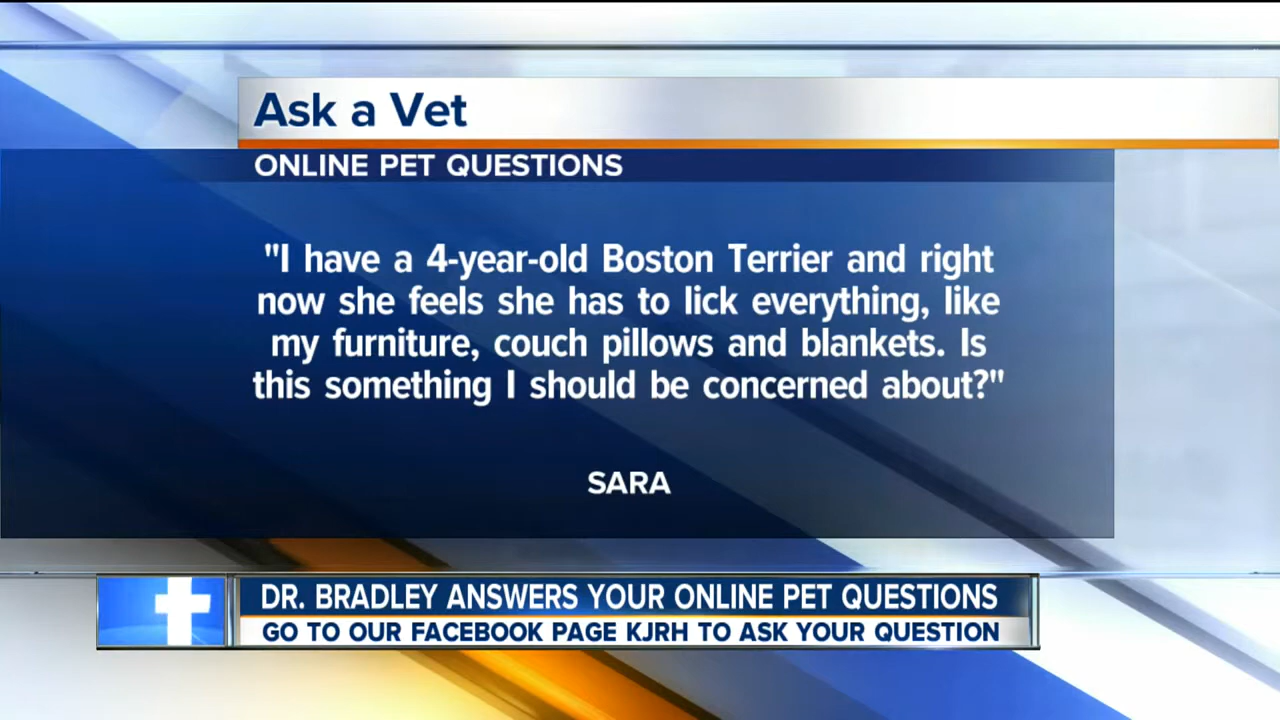 Ask a Vet
ONLINE PET QUESTIONS
"I have a 4-year-old Boston Terrier and right
now she feels she has to lick everything, like
my furniture, couch pillows and blankets. Is
this something I should be concerned about?"
SARA
DR. BRADLEY ANSWERS YOUR ONLINE PET QUESTIONS
GO TO OUR FACEBOOK PAGE KJRH TO ASK YOUR QUESTION